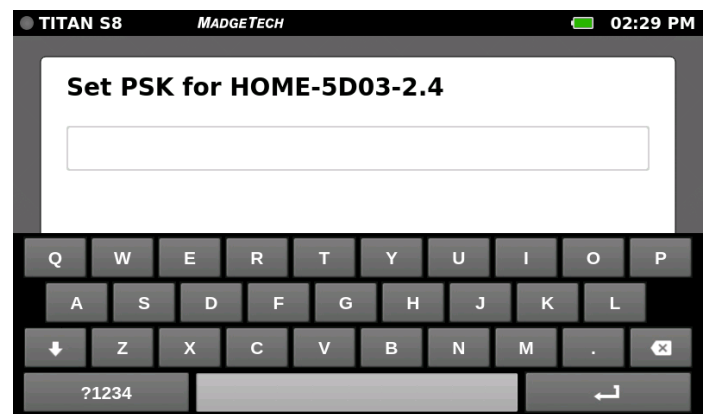 TITAN S8 MADGETECH 02:29 PM
Set PSK for HOME-5D03-2.4
Q W E R T Y U I O P
A S D F G H J K L
Z X C V B N M .
?1234